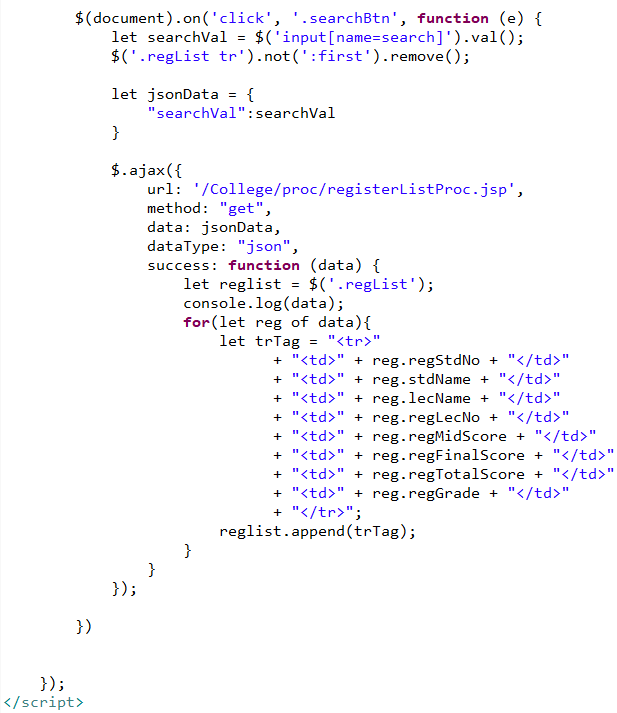 $(document).on('click', '.searchBtn', function (e) {
    let searchVal = $('input[name=search]').val();
    $('.regList tr').not(':first').remove();

    let jsonData = {
        "searchVal":searchVal
    }

    $.ajax({
        url: '/College/proc/registerListProc.jsp',
        method: "get",
        data: jsonData,
        dataType: "json",
        success: function (data) {
            let reglist = $('.regList');
            console.log(data);
            for(let reg of data){
                let trTag = "<tr>"
                      + "<td>" + reg.regStdNo + "</td>"
                      + "<td>" + reg.stdName + "</td>"
                      + "<td>" + reg.lecName + "</td>"
                      + "<td>" + reg.regLecNo + "</td>"
                      + "<td>" + reg.regMidScore + "</td>"
                      + "<td>" + reg.regFinalScore + "</td>"
                      + "<td>" + reg.regTotalScore + "</td>"
                      + "<td>" + reg.regGrade + "</td>"
                      + "</tr>";
                reglist.append(trTag);
            }
        }
    });

})

});
</script>